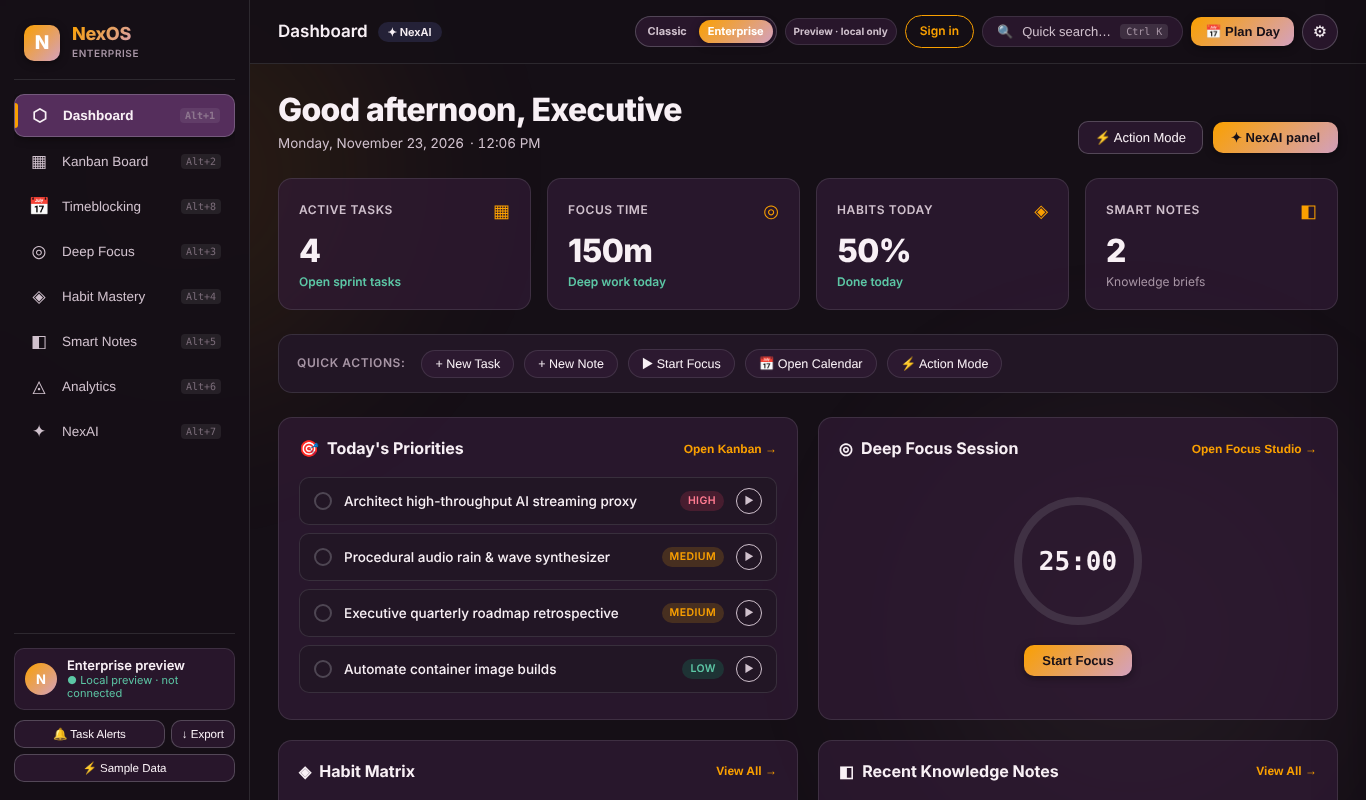 N
NexOS
ENTERPRISE
Dashboard Alt+1
Kanban Board Alt+2
Timeblocking Alt+8
Deep Focus Alt+3
Habit Mastery Alt+4
Smart Notes Alt+5
Analytics Alt+6
NexAI Alt+7
N
Enterprise preview
Local preview · not
connected
Task Alerts
↓ Export
Sample Data
Dashboard
✦ NexAI
Classic
Enterprise
Preview · local only
Sign in
Quick search… Ctrl K
Plan Day
Good afternoon, Executive
Monday, November 23, 2026 · 12:06 PM
⚡ Action Mode
✦ NexAI panel
ACTIVE TASKS
4
Open sprint tasks
FOCUS TIME
150m
Deep work today
HABITS TODAY
50%
Done today
SMART NOTES
2
Knowledge briefs
QUICK ACTIONS:
+ New Task
+ New Note
▶ Start Focus
Open Calendar
⚡ Action Mode
Today's Priorities
Open Kanban →
Architect high-throughput AI streaming proxy HIGH
Procedural audio rain & wave synthesizer MEDIUM
Executive quarterly roadmap retrospective MEDIUM
Automate container image builds LOW
Deep Focus Session
Open Focus Studio →
25:00
Start Focus
Habit Matrix
View All →
Recent Knowledge Notes
View All →